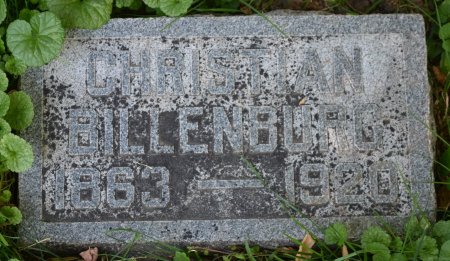 CHRISTIAN
BILLENBURG
1863 — 1920